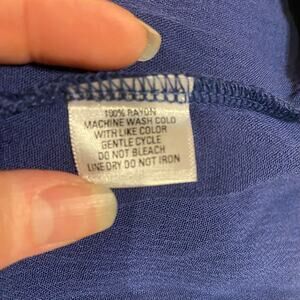 100% RAYON
MACHINE WASH COLD
WITH LIKE COLOR
GENTLE CYCLE
DO NOT BLEACH
LINE DRY DO NOT IRON